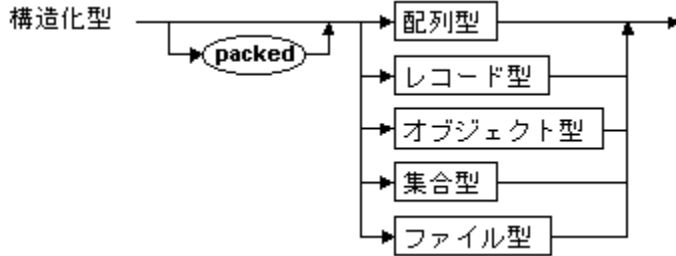 構造化型
packed
配列型
レコード型
オブジェクト型
集合型
ファイル型